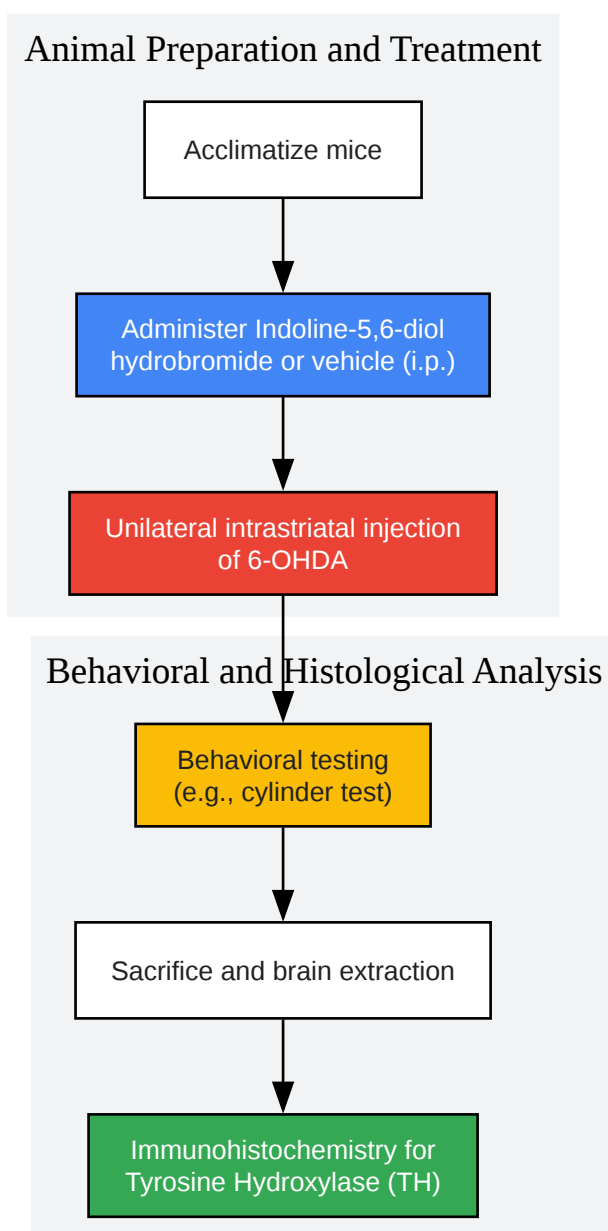 Animal Preparation and Treatment
Acclimatize mice
Administer Indoline-5,6-diol
hydrobromide or vehicle (i.p.)
Unilateral intrastriatal injection
of 6-OHDA
Behavioral and Histological Analysis
Behavioral testing
(e.g., cylinder test)
Sacrifice and brain extraction
Immunohistochemistry for
Tyrosine Hydroxylase (TH)